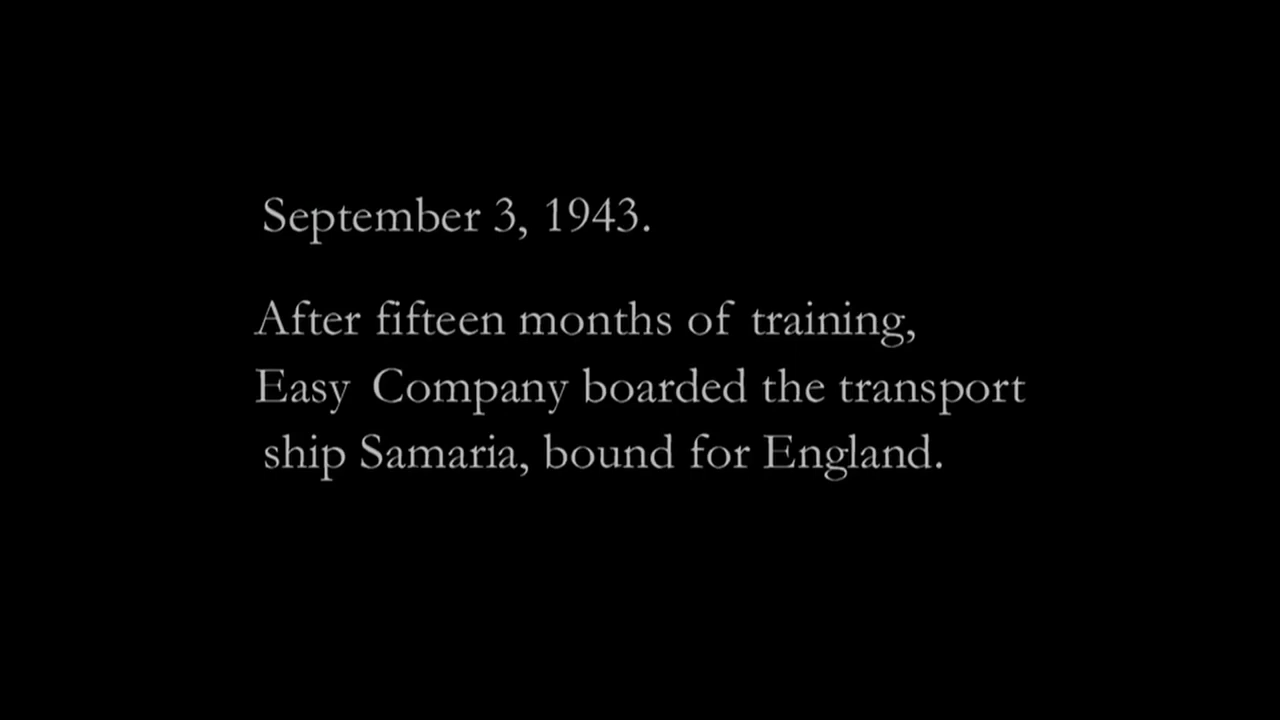 September 3, 1943.
After fifteen months of training,
Easy Company boarded the transport
ship Samaria, bound for England.